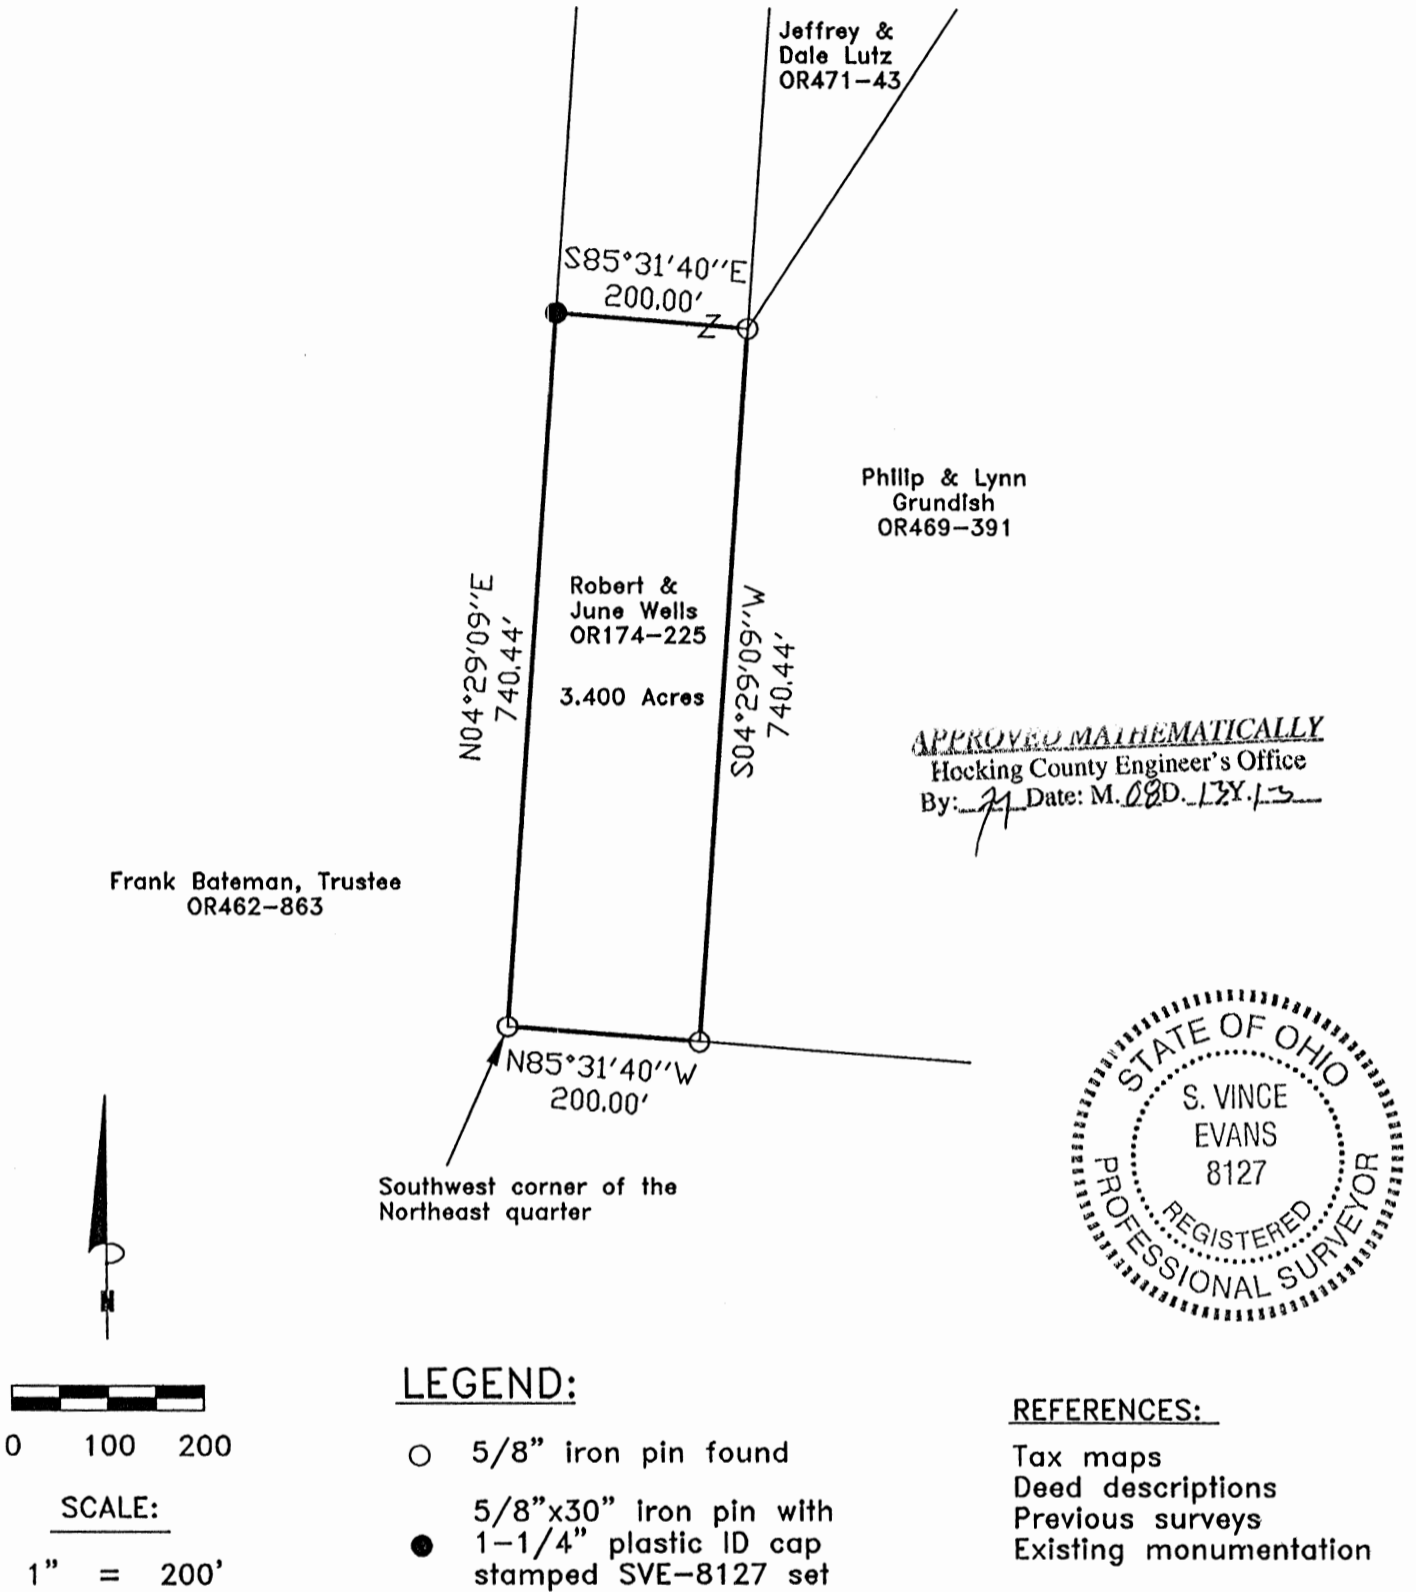 Jeffrey &
Dale Lutz
OR471-43
S85°31'40''E
200.00'
Z
Philip & Lynn
Grundish
OR469-391
N04°29'09''E
740.44'
Robert &
June Wells
OR174-225
3.400 Acres
S04°29'09''W
740.44'
APPROVED MATHEMATICALLY
Hocking County Engineer's Office
By: Date: M. 08 D. 13 Y. 13
Frank Bateman, Trustee
OR462-863
N85°31'40''W
200.00'
Southwest corner of the
Northeast quarter
STATE OF OHIO
S. VINCE
EVANS
8127
REGISTERED
PROFESSIONAL SURVEYOR
N
0 100 200
SCALE:
1" = 200'
LEGEND:
5/8" iron pin found
5/8"x30" iron pin with
1-1/4" plastic ID cap
stamped SVE-8127 set
REFERENCES:
Tax maps
Deed descriptions
Previous surveys
Existing monumentation